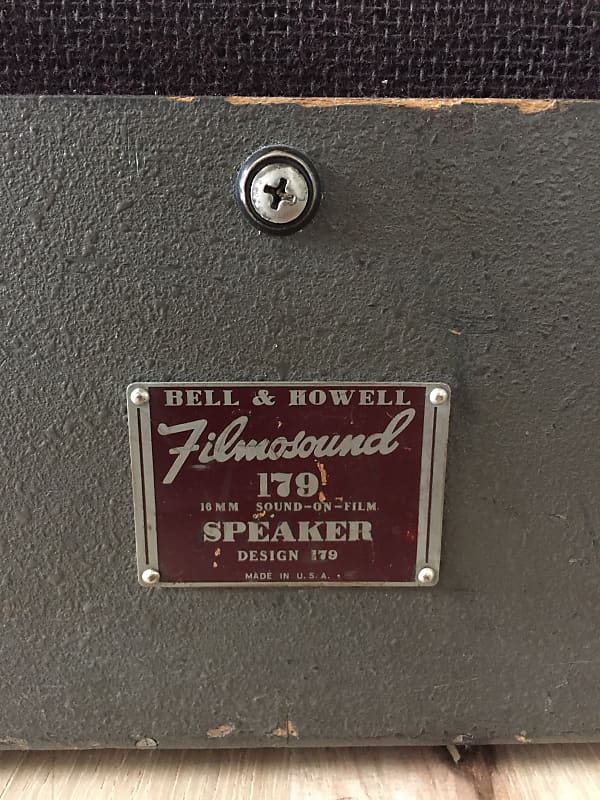 BELL & HOWELL
Filmosound
179
16MM SOUND-ON-FILM
SPEAKER
DESIGN 179
MADE IN U.S.A.